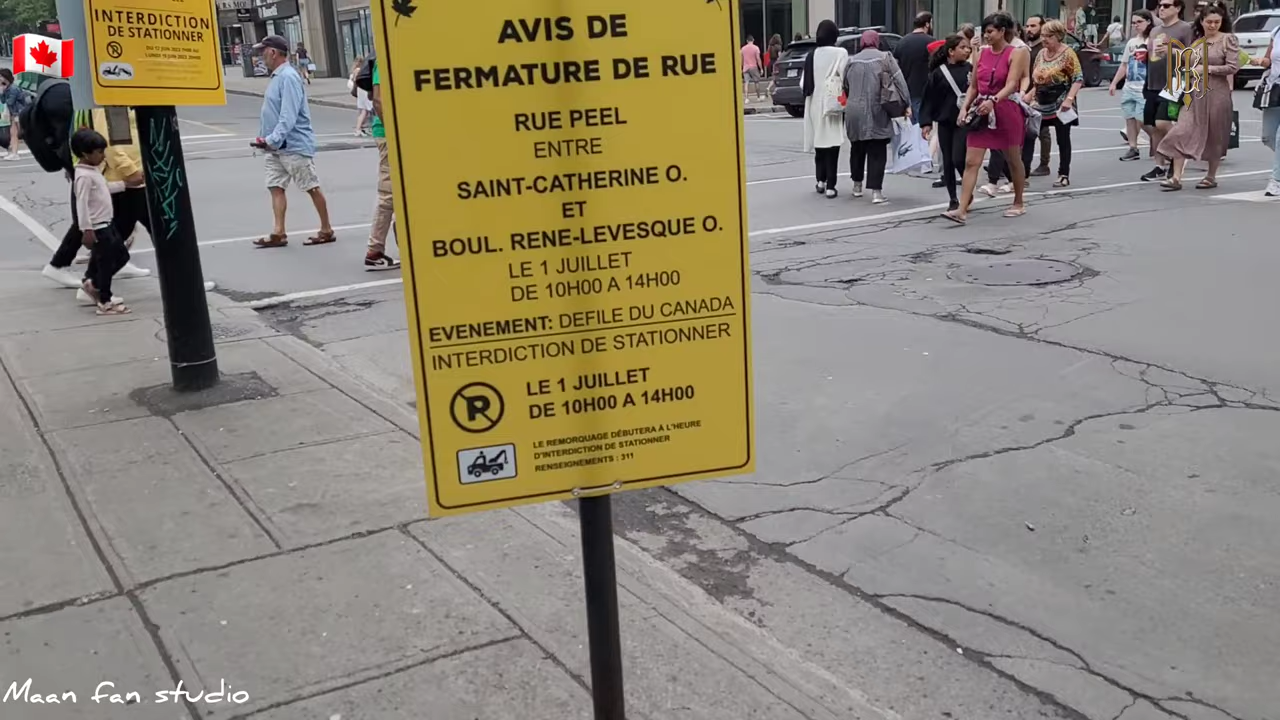 INTERDICTION
DE STATIONNER
AVIS DE
FERMATURE DE RUE
RUE PEEL
ENTRE
SAINT-CATHERINE O.
ET
BOUL. RENE-LEVESQUE O.
LE 1 JUILLET
DE 10H00 A 14H00
EVENEMENT: DEFILE DU CANADA
INTERDICTION DE STATIONNER
P
LE 1 JUILLET
DE 10H00 A 14H00
LE REMORQUAGE DÉBUTERA À L'HEURE
D'INTERDICTION DE STATIONNER
RENSEIGNEMENTS : 311
Maan fan studio